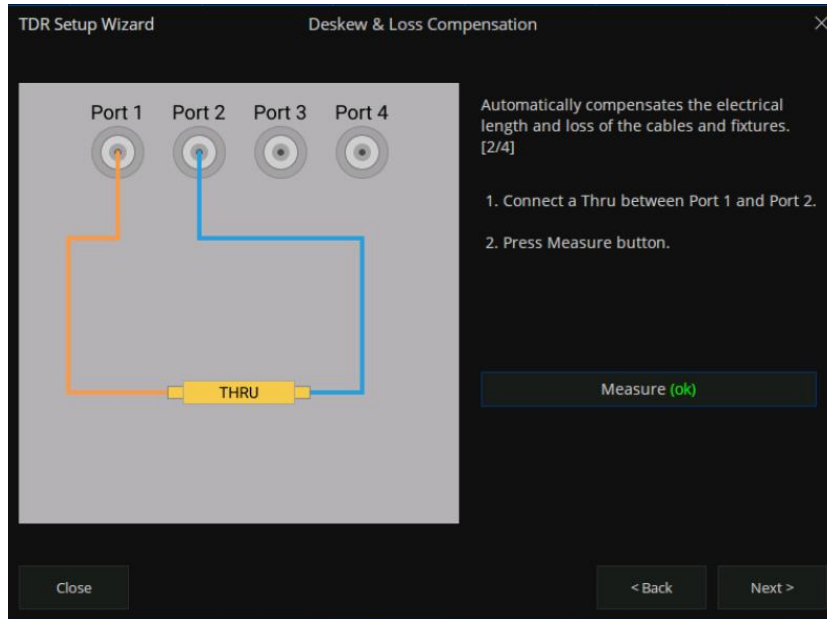 TDR Setup Wizard
Deskew & Loss Compensation
Port 1 Port 2 Port 3 Port 4
THRU
Automatically compensates the electrical
length and loss of the cables and fixtures.
[2/4]
1. Connect a Thru between Port 1 and Port 2.
2. Press Measure button.
Measure (ok)
Close
< Back
Next >